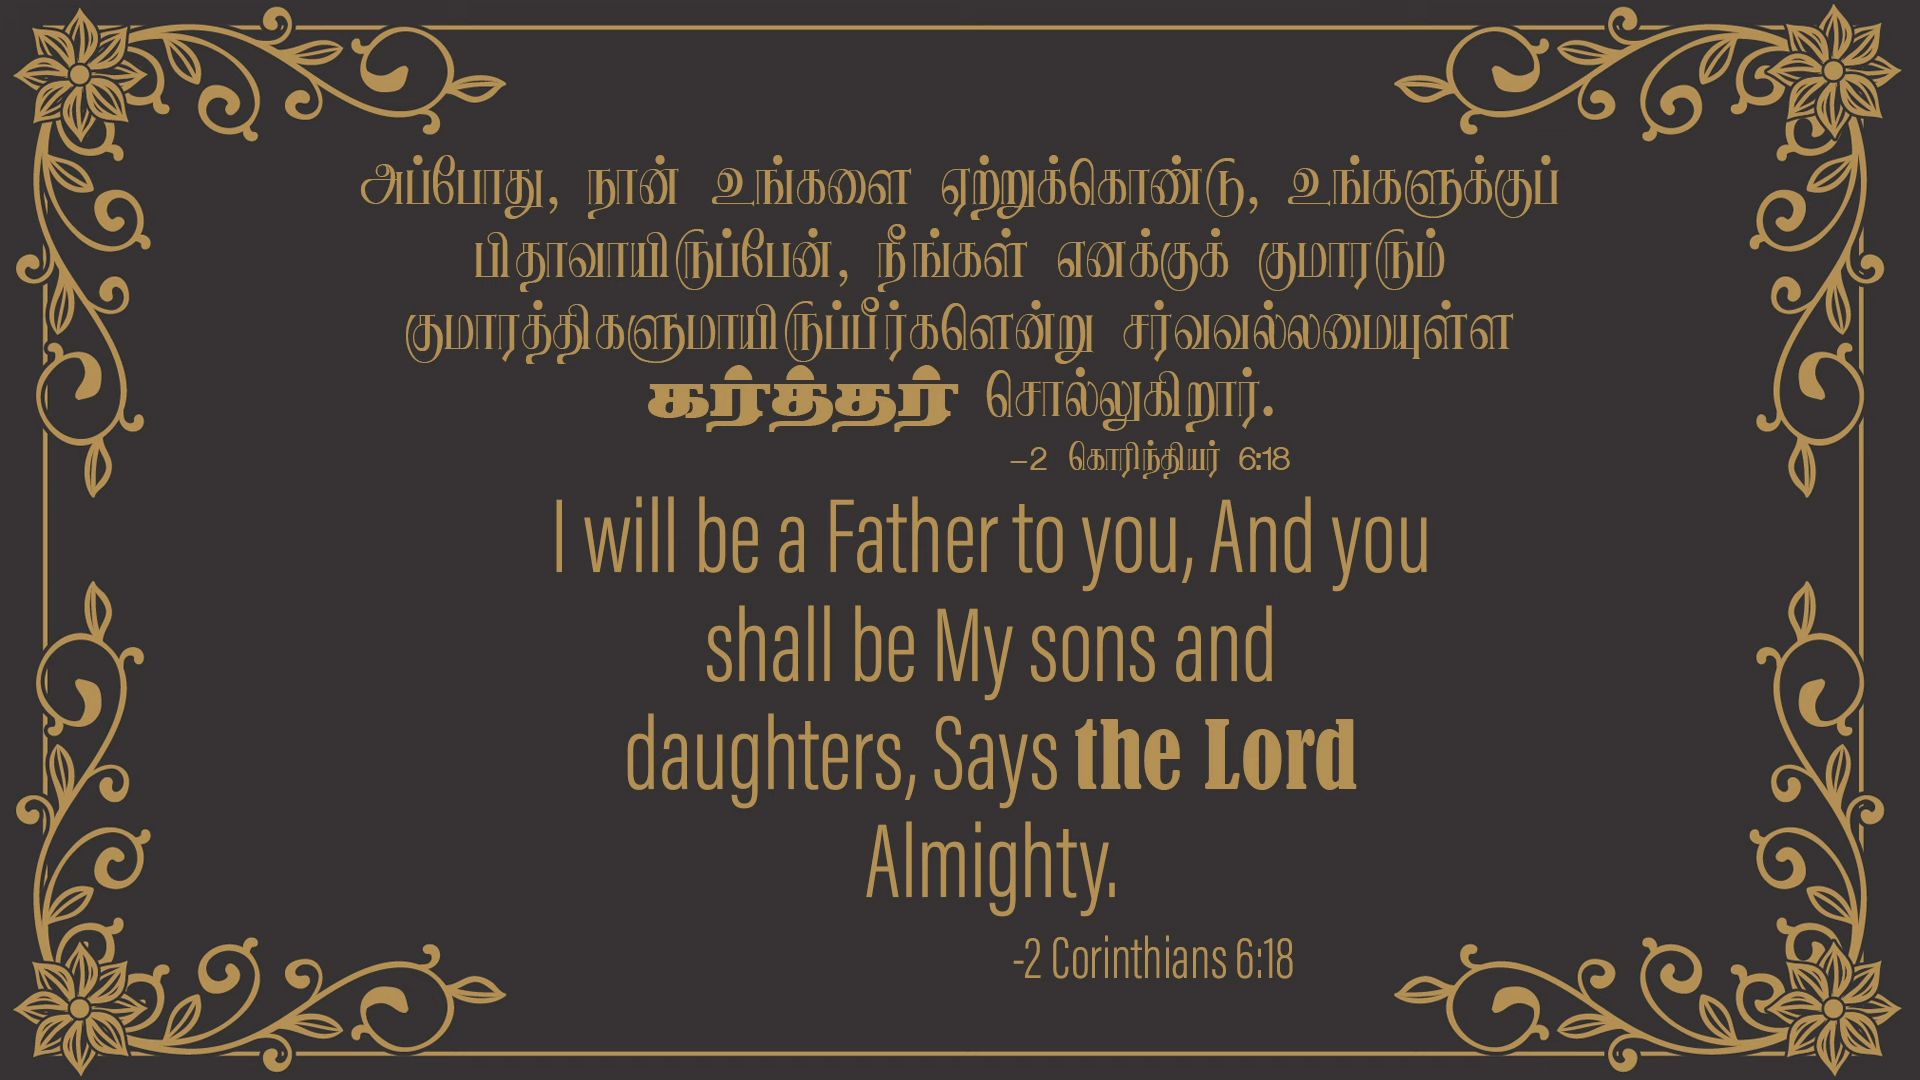 அப்போது, நான் உங்களை ஏற்றுக்கொண்டு, உங்களுக்குப்
பிதாவாயிருப்பேன், நீங்கள் எனக்குக் குமாரரும்
குமாரத்திகளுமாயிருப்பீர்களென்று சர்வவல்லமையுள்ள
கர்த்தர் சொல்லுகிறார்.
-2 கொரிந்தியர் 6:18
I will be a Father to you, And you
shall be My sons and
daughters, Says the Lord
Almighty.
-2 Corinthians 6:18